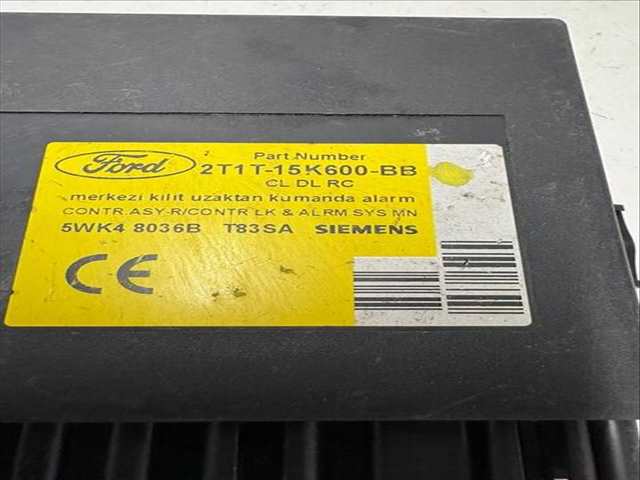 Ford
Part Number
2T1T-15K600-BB
CL DL RC
merkezi kilit uzaktan kumanda alarm
CONTR.ASY-R/CONTR LK & ALRM SYS MN
5WK4 8036B T83SA SIEMENS
CE